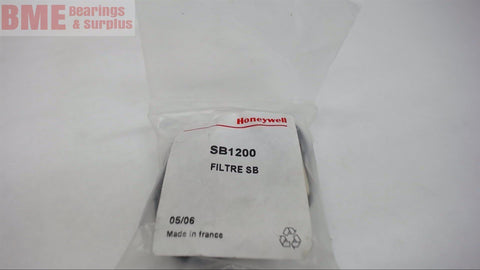 BME Bearings
& Surplus
Honeywell
SB1200
FILTRE SB
05/06
Made in france